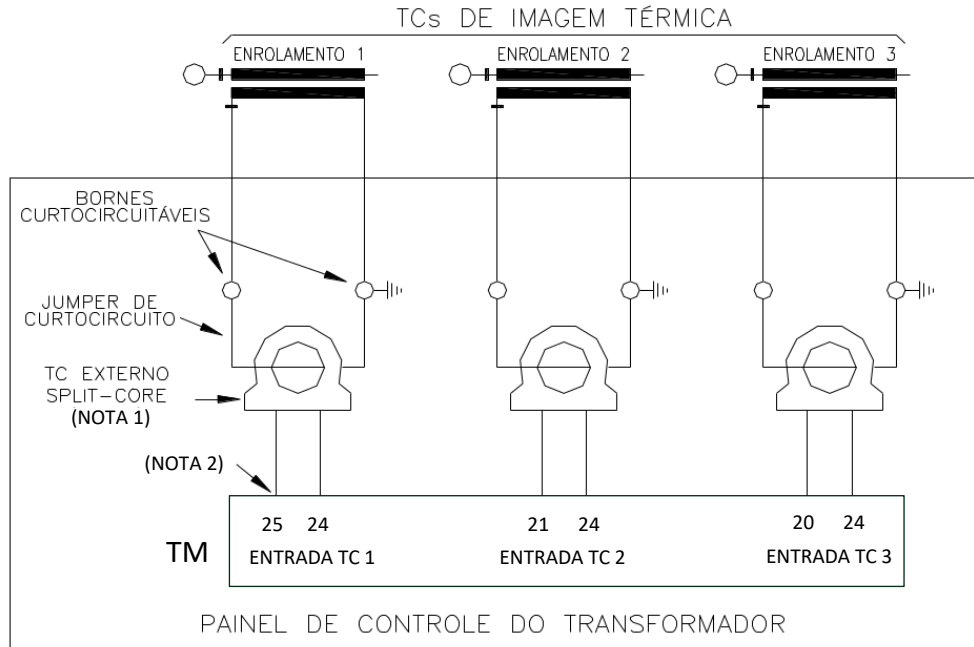 TCs DE IMAGEM TÉRMICA
ENROLAMENTO 1
ENROLAMENTO 2
ENROLAMENTO 3
BORNES
CURTOCIRCUITÁVEIS
JUMPER DE
CURTOCIRCUITO
TC EXTERNO
SPLIT-CORE
(NOTA 1)
(NOTA 2)
25 24
21 24
20 24
TM
ENTRADA TC 1
ENTRADA TC 2
ENTRADA TC 3
PAINEL DE CONTROLE DO TRANSFORMADOR